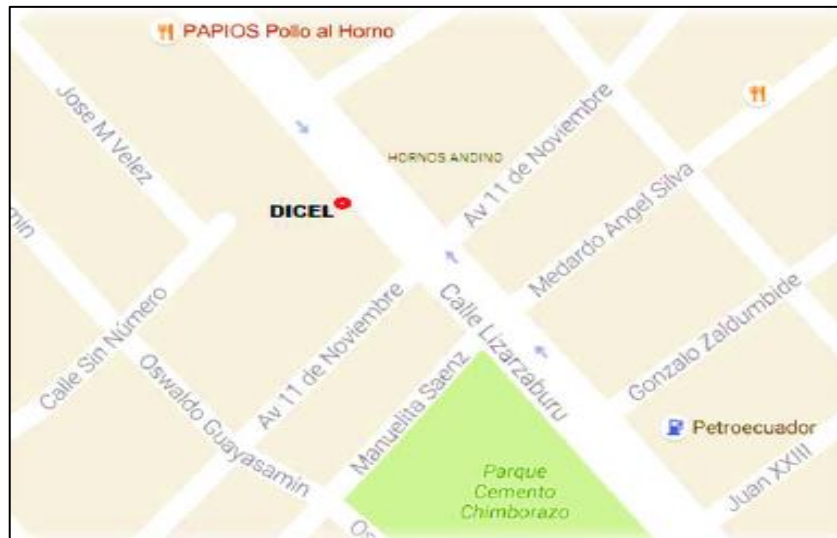 PAPIOS Pollo al Horno
Jose M Velez
HORNOS ANDINO
Av 11 de Noviembre
Medardo Angel Silva
DICEL
Calle Sin Número
Oswaldo Guayasamin
Av 11 de Noviembre
Manuelita Saenz
Calle Lizarzaburu
Gonzalo Zaldumbide
Petroecuador
Parque
Cemento
Chimborazo
Juan XXIII
Os